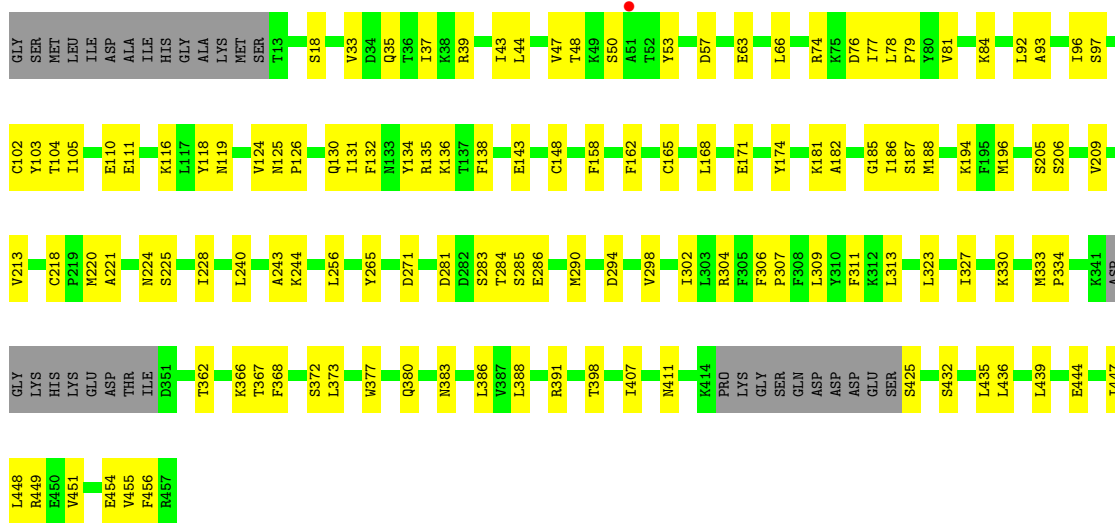 GLY SER MET LEU ILE ASP ALA ILE HIS GLY ALA LYS MET SER T13 S18 V33 D34 Q35 T36 I37 K38 R39 I43 L44 V47 T48 K49 S50 A51 T52 Y53 D57 E63 L66 R74 K75 D76 I77 L78 P79 Y80 V81 K84 L92 A93 I96 S97
C102 Y103 T104 I105 E110 E111 K116 L117 Y118 N119 V124 N125 P126 Q130 I131 F132 N133 Y134 R135 K136 T137 F138 E143 C148 F158 F162 C165 L168 E171 Y174 K181 A182 G185 I186 S187 M188 K194 F195 M196 S205 S206 V209
V213 C218 P219 M220 A221 N224 S225 I228 L240 A243 K244 L256 Y265 D271 D281 D282 S283 T284 S285 E286 M290 D294 V298 I302 L303 R304 F305 F306 P307 F308 L309 Y310 F311 K312 L313 L323 I327 K330 M333 P334 K341 ASP
GLY LYS HIS LYS GLU ASP THR ILE D351 T362 K366 T367 F368 S372 L373 W377 Q380 N383 L386 V387 L388 R391 T398 I407 N411 K414 PRO LYS GLY SER GLN ASP ASP ASP GLU SER S425 S432 L435 L436 L439 E444
L448 R449 E450 V451 E454 V455 F456 R457